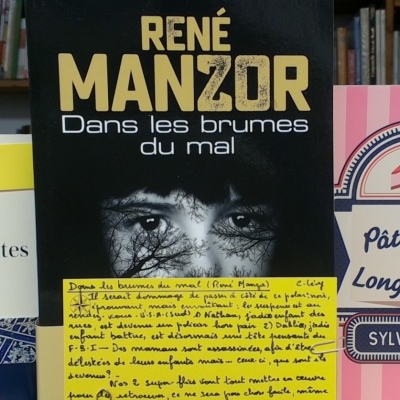 RENÉ
MANZOR
Dans les brumes
du mal
tes
Pât
Long
SYLV
Dans les brumes du mal (René Manzor)
Il serait dommage de passer à côté de ce polar noir,
éprouvant mais envoûtant: le suspense est au
rendez-vous - U.S.A (Sud) 1) Nathan, jadis enfant des
rues, est devenu un policier hors pair 2) Dahlia, jadis
enfant battue, est désormais une tête pensante du
F.B.I - Des mamans sont assassinées, afin d'être
délestées de leurs enfants mais... ceux-ci, que sont-ils
devenus?
Nos 2 super-flics vont tout mettre en œuvre
pour les retrouver, ce ne sera pas chose facile, même